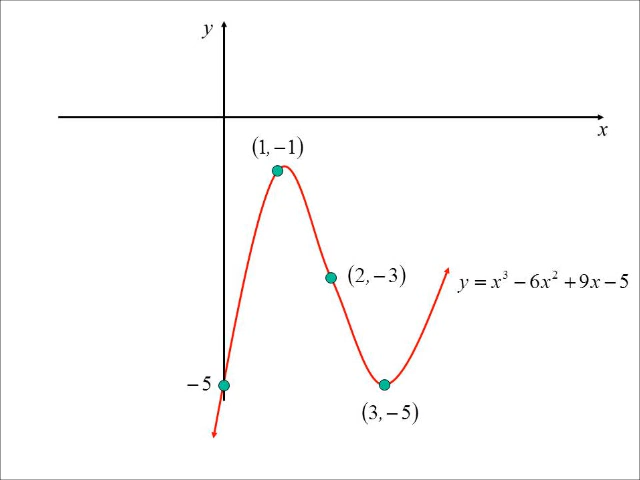 y
x
(1, −1)
(2, −3)
y = x³ − 6x² + 9x − 5
−5
(3, −5)